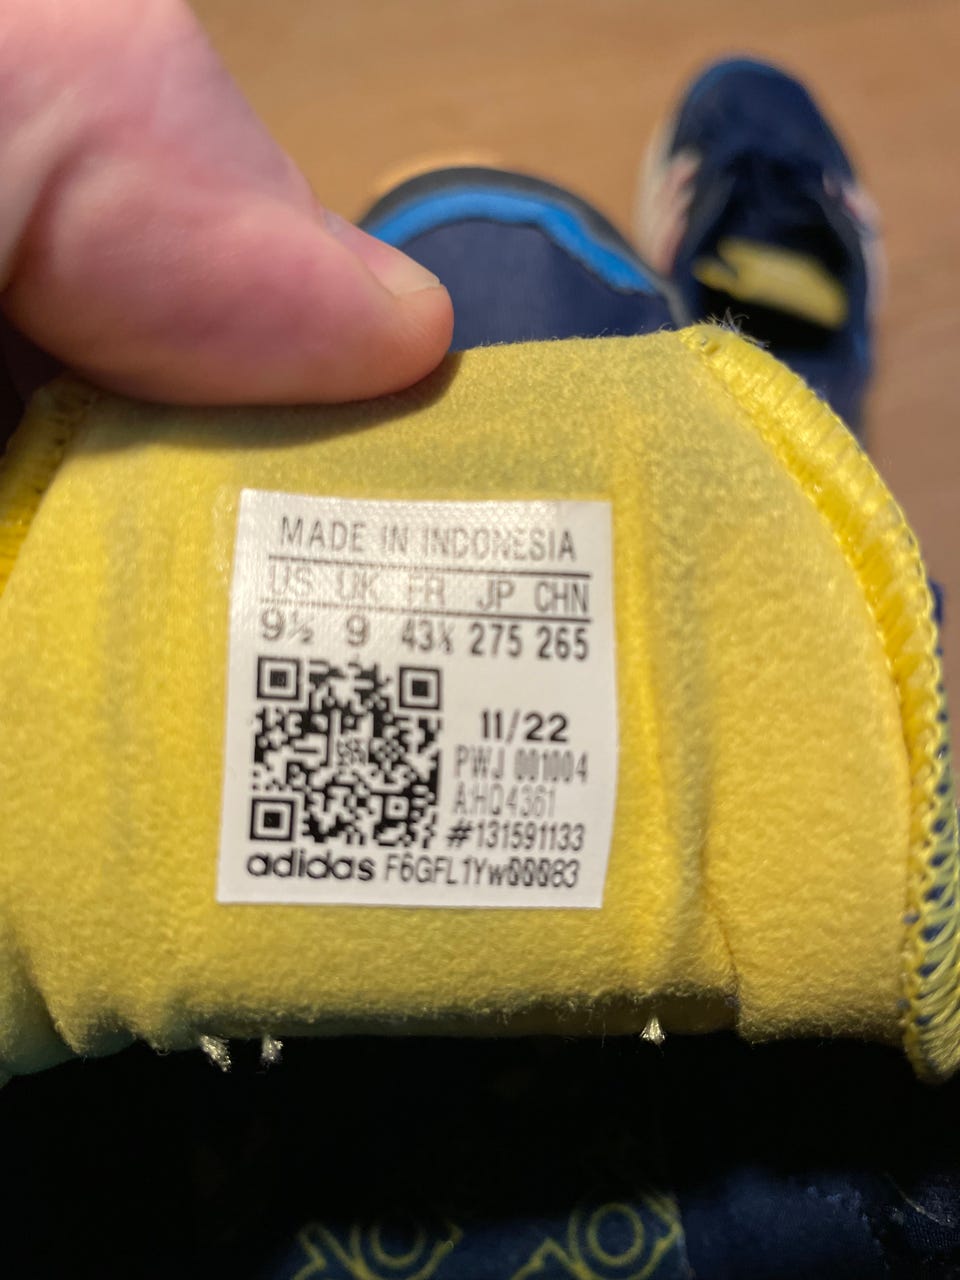 MADE IN INDONESIA
US UK FR JP CHN
9½ 9 43⅓ 275 265
11/22
PWJ 001004
A:HQ4361
#131591133
adidas F6GFL1Yw00083